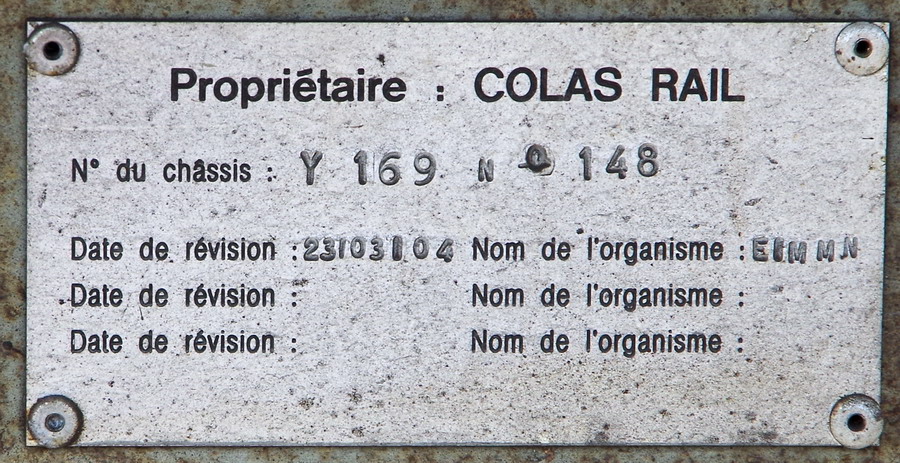 Propriétaire : COLAS RAIL
N° du châssis : Y 169 N 148
Date de révision : 23/03/04 Nom de l'organisme :
Date de révision : Nom de l'organisme :
Date de révision : Nom de l'organisme :